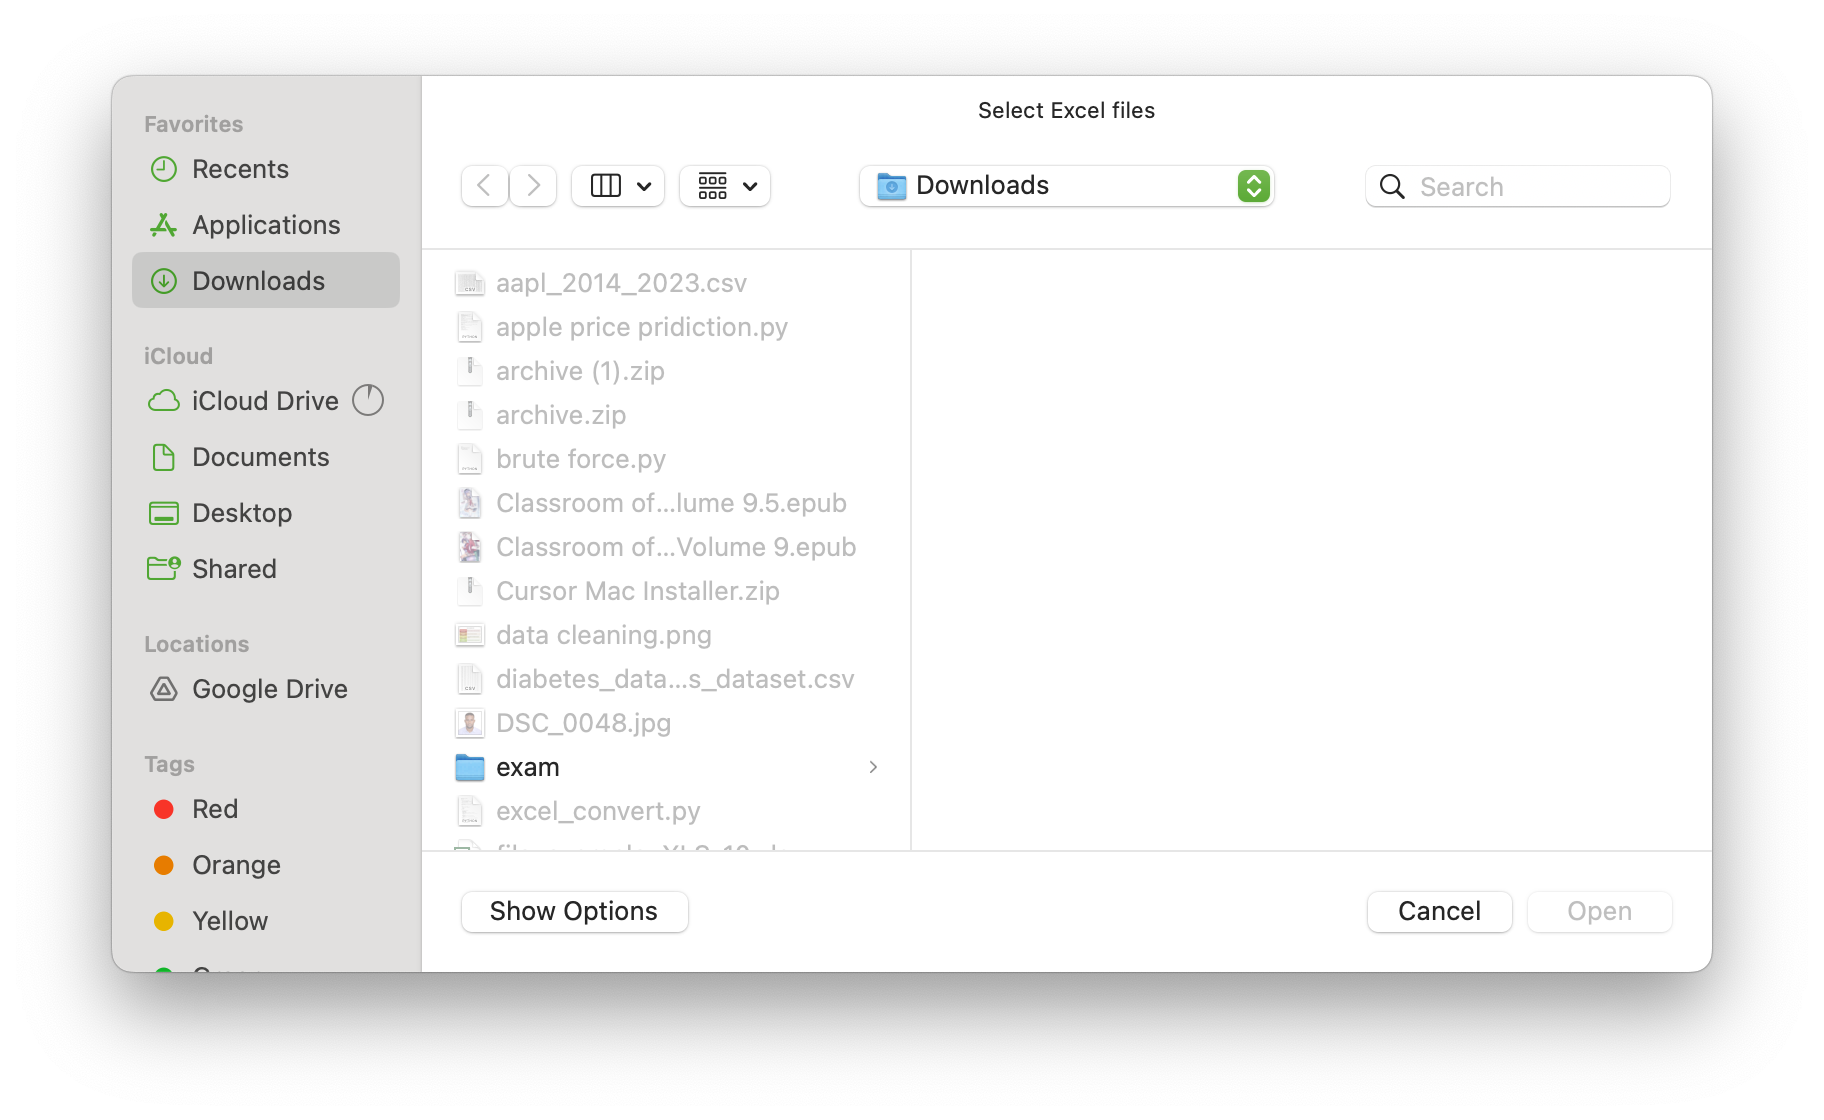 Favorites
Recents
Applications
Downloads
iCloud
iCloud Drive
Documents
Desktop
Shared
Locations
Google Drive
Tags
Red
Orange
Yellow
Select Excel files
Downloads
Search
aapl_2014_2023.csv
apple price pridiction.py
archive (1).zip
archive.zip
brute force.py
Classroom of...lume 9.5.epub
Classroom of...Volume 9.epub
Cursor Mac Installer.zip
data cleaning.png
diabetes_data...s_dataset.csv
DSC_0048.jpg
exam
excel_convert.py
Show Options
Cancel
Open